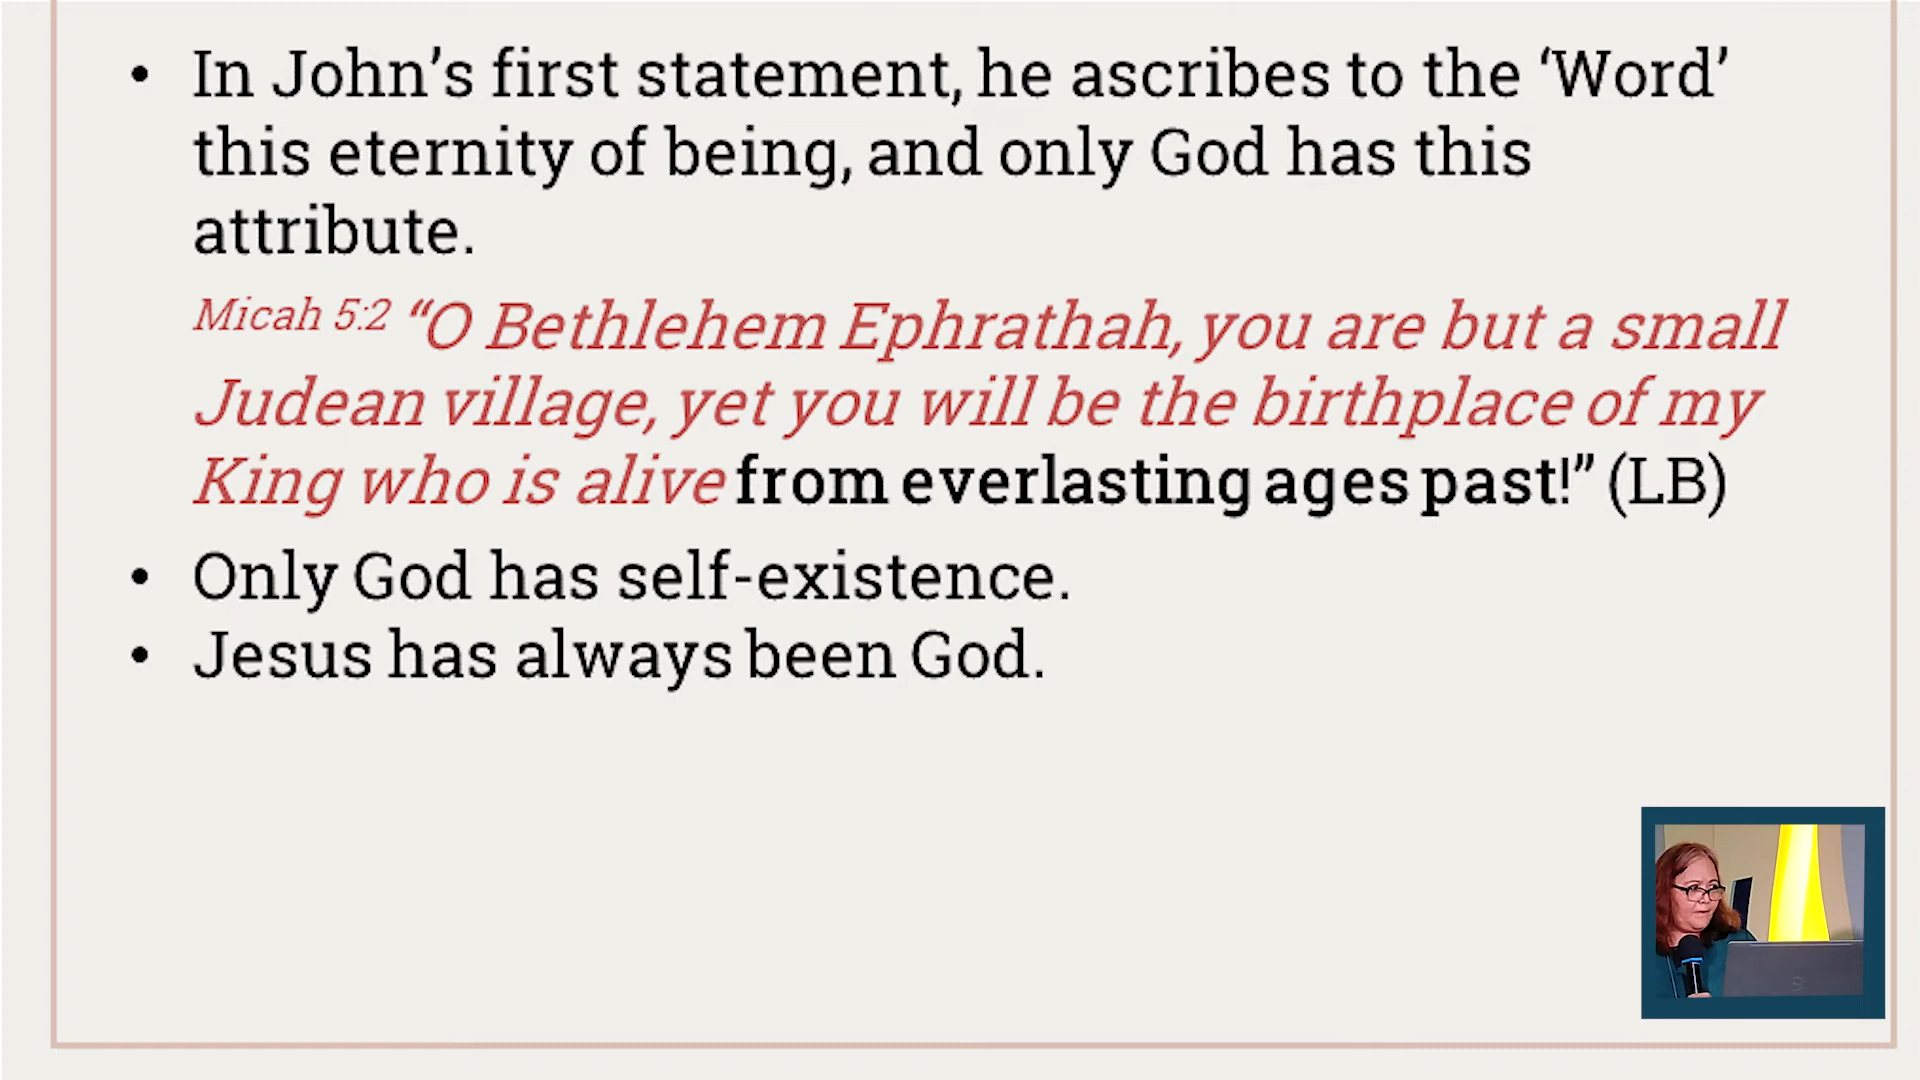 • In John’s first statement, he ascribes to the ‘Word’
this eternity of being, and only God has this
attribute.
Micah 5:2 “O Bethlehem Ephrathah, you are but a small
Judean village, yet you will be the birthplace of my
King who is alive from everlasting ages past!” (LB)
• Only God has self-existence.
• Jesus has always been God.